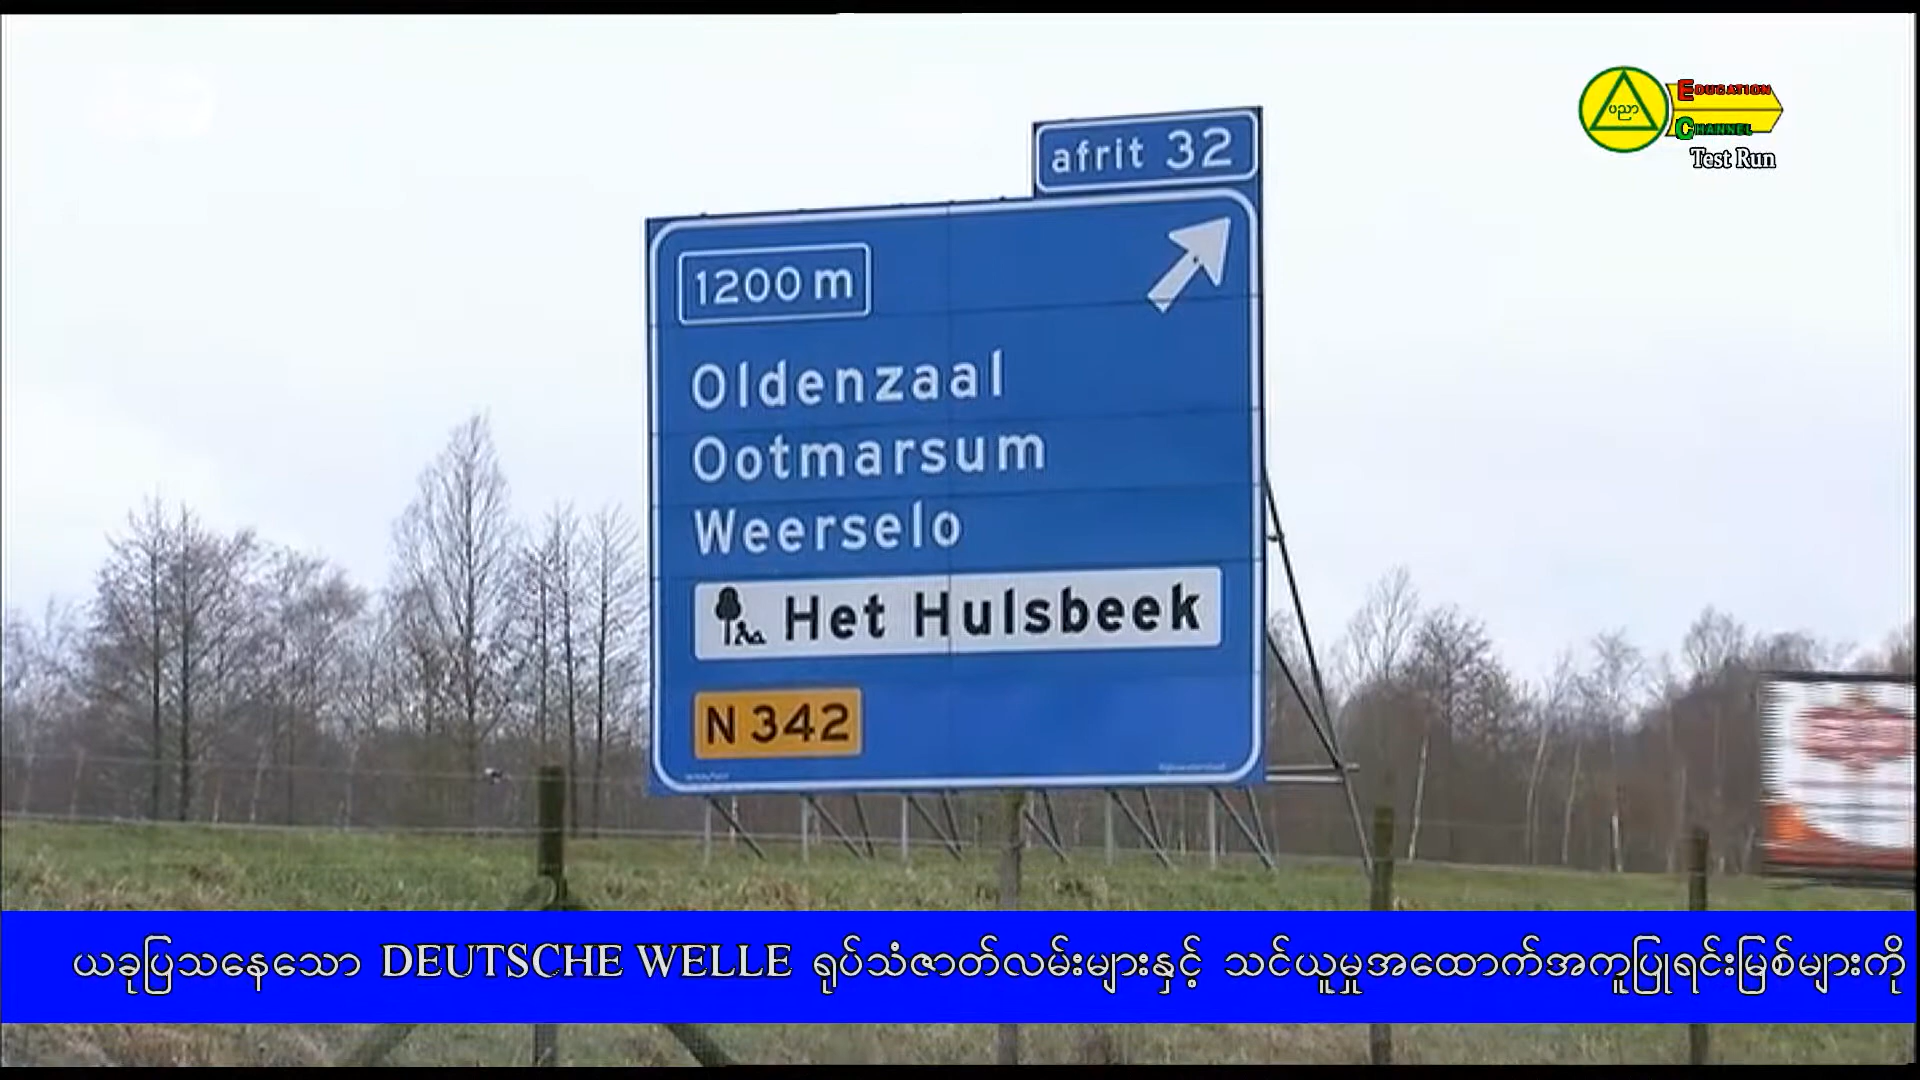 ပညာ
EDUCATION
CHANNEL
Test Run
afrit 32
1200 m
Oldenzaal
Ootmarsum
Weerselo
Het Hulsbeek
N 342
ယခုပြသနေသော DEUTSCHE WELLE ရုပ်သံဇာတ်လမ်းများနှင့် သင်ယူမှုအထောက်အကူပြုရင်းမြစ်များကို